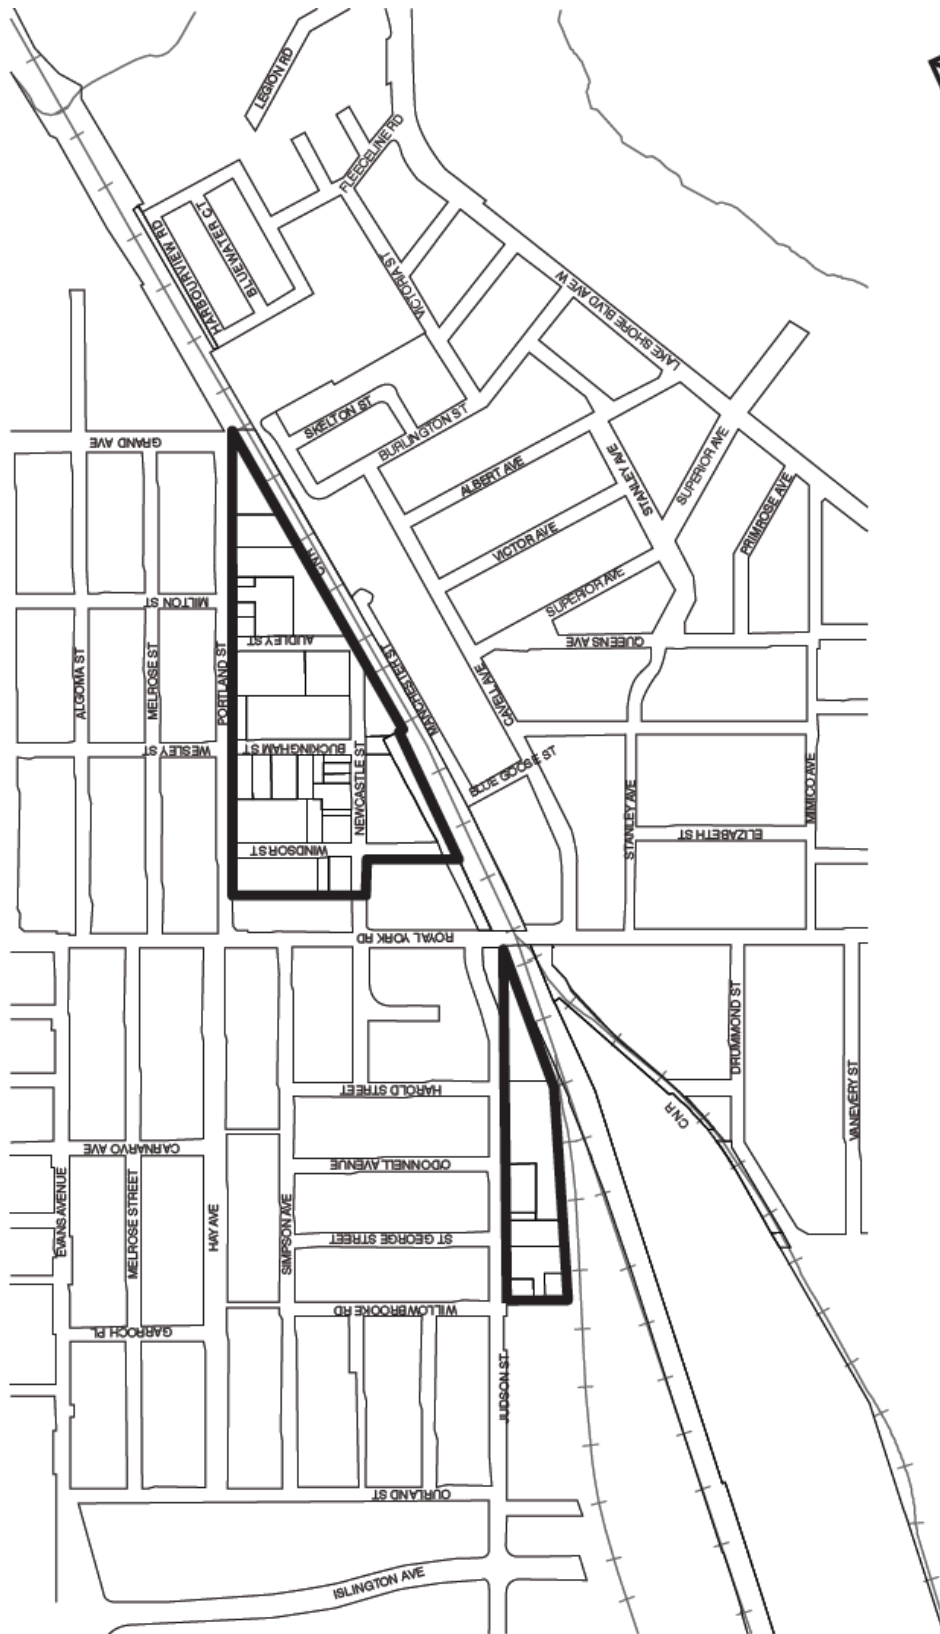 LEGION RD
FLEECELINE RD
HARBOURVIEW RD
BLUEWATER CT
VICTORIA ST
LAKE SHORE BLVD AVE W
SKELTON ST
BURLINGTON ST
GRAND AVE
ALBERT AVE
STANLEY AVE
SUPERIOR AVE
PRIMROSE AVE
CNR
VICTOR AVE
SUPERIOR AVE
MILTON ST
AUDLEY ST
QUEENS AVE
ALGOMA ST
MELROSE ST
PORTLAND ST
MANCHESTER ST
CAVELL AVE
WESLEY ST
BUCKINGHAM ST
NEWCASTLE ST
BLUE GOOSE ST
STANLEY AVE
MIMICO AVE
ELIZABETH ST
WINDSOR ST
ROYAL YORK RD
DRUMMOND ST
VANEVERY ST
HAROLD STREET
CNR
CARNARVO AVE
O'DONNELL AVENUE
EVANS AVENUE
MELROSE STREET
HAY AVE
SIMPSON AVE
ST GEORGE STREET
WILLOWBROOKE RD
GARROCH PL
JUDSON ST
OURLAND ST
ISLINGTON AVE